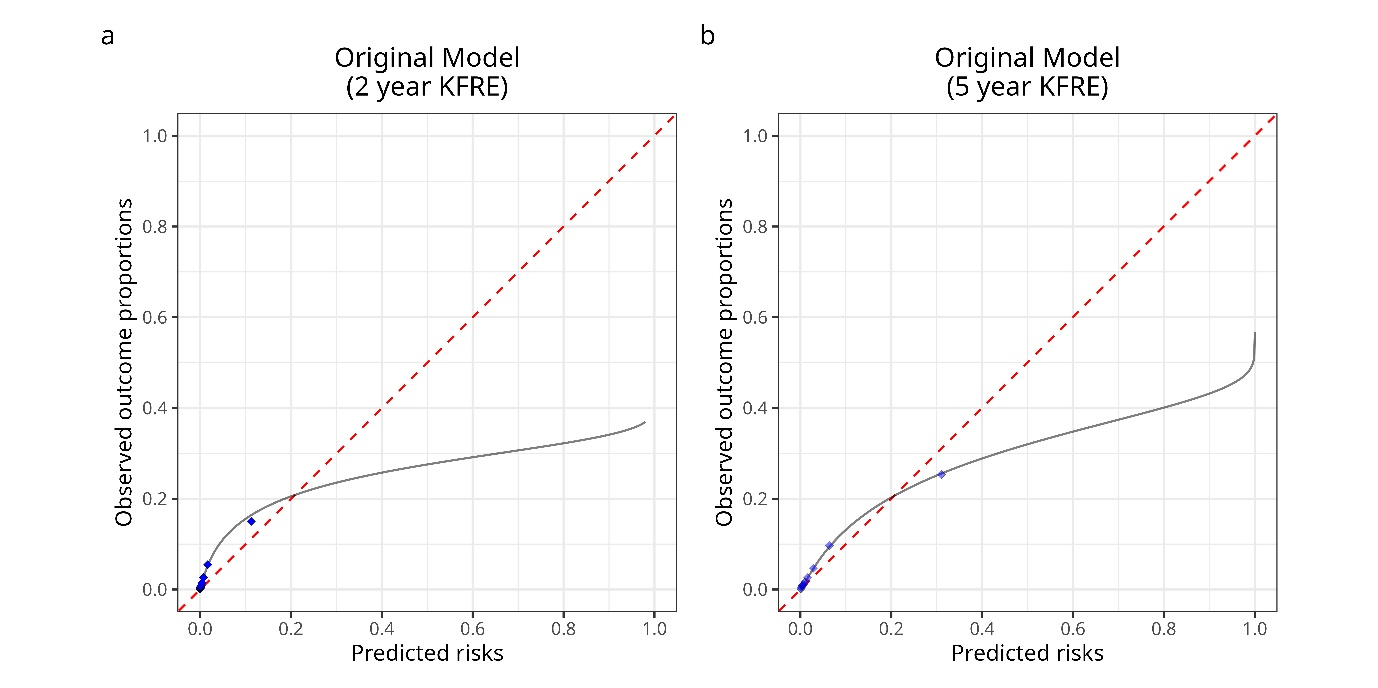 a
Original Model
(2 year KFRE)
Observed outcome proportions
1.0
0.8
0.6
0.4
0.2
0.0
0.0 0.2 0.4 0.6 0.8 1.0
Predicted risks
b
Original Model
(5 year KFRE)
Observed outcome proportions
1.0
0.8
0.6
0.4
0.2
0.0
0.0 0.2 0.4 0.6 0.8 1.0
Predicted risks